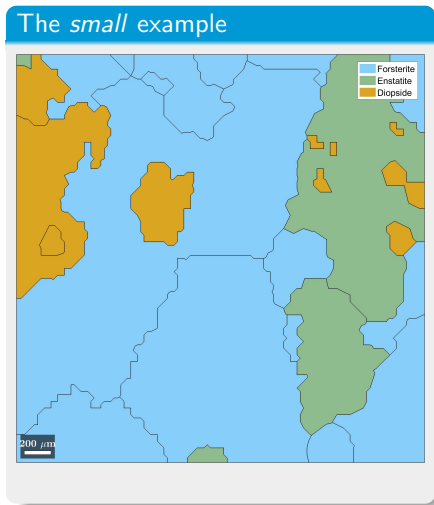 The small example
Forsterite
Enstatite
Diopside
200 μm